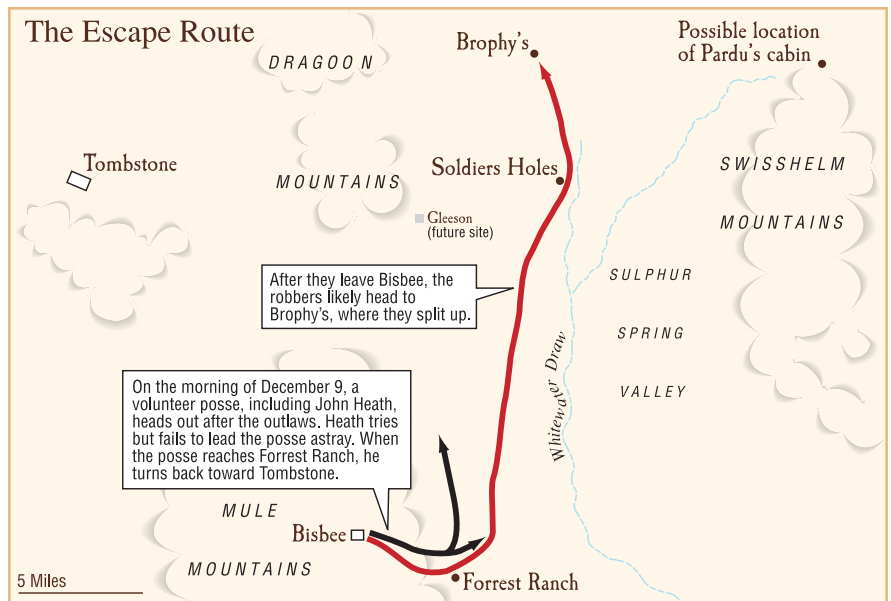 The Escape Route
DRAGOON
Brophy's
Possible location
of Pardu's cabin
Tombstone
MOUNTAINS
Soldiers Holes
SWISSHELM
MOUNTAINS
Gleeson
(future site)
After they leave Bisbee, the
robbers likely head to
Brophy's, where they split up.
SULPHUR
SPRING
VALLEY
Whitewater Draw
On the morning of December 9, a
volunteer posse, including John Heath,
heads out after the outlaws. Heath tries
but fails to lead the posse astray. When
the posse reaches Forrest Ranch, he
turns back toward Tombstone.
MULE
Bisbee
MOUNTAINS
Forrest Ranch
5 Miles